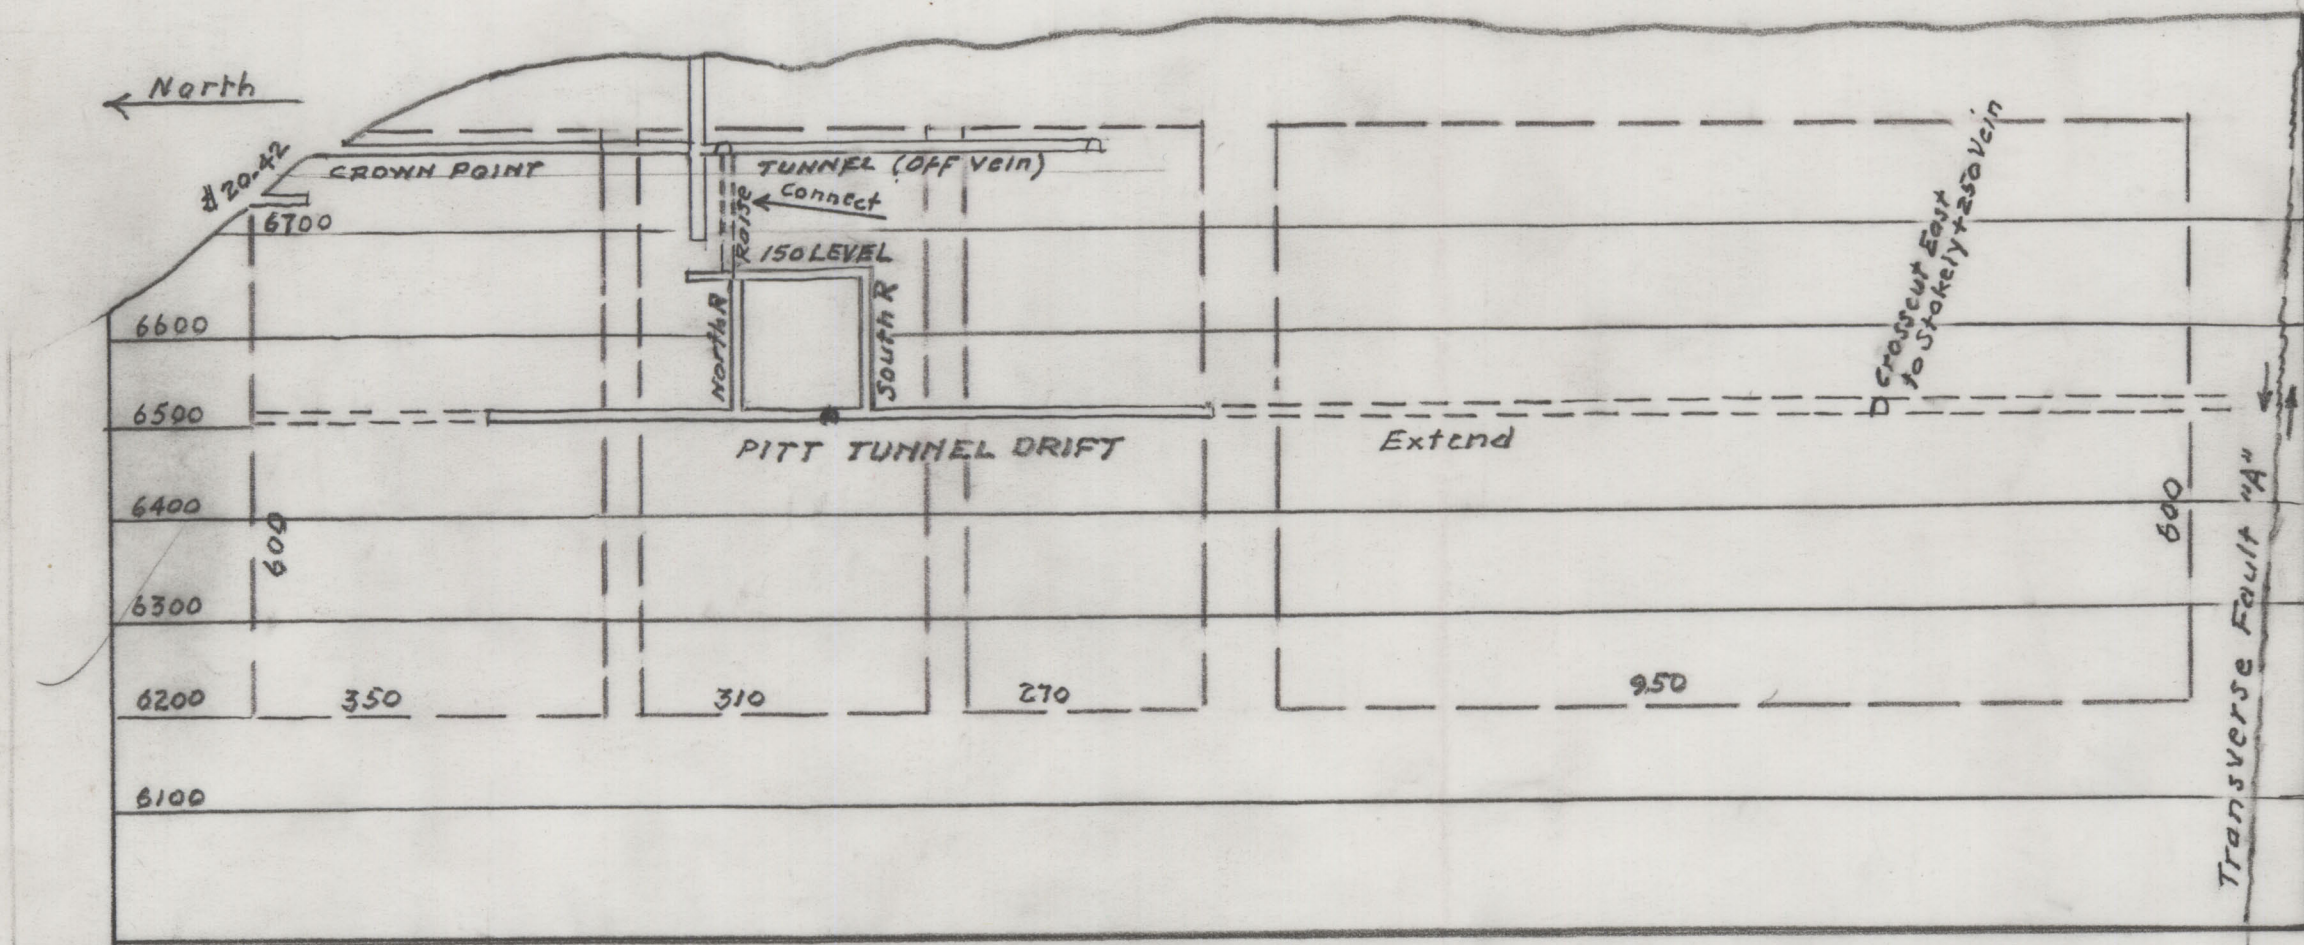 North
#20-42
CROWN POINT
TUNNEL (OFF Vein)
Connect
Raise
6700
150 LEVEL
North R
South R
6600
Crosscut East
to Stokely + 250 Vein
6500
PITT TUNNEL DRIFT
Extend
6400
600
600
Transverse Fault "A"
6300
6200
350
310
270
950
6100